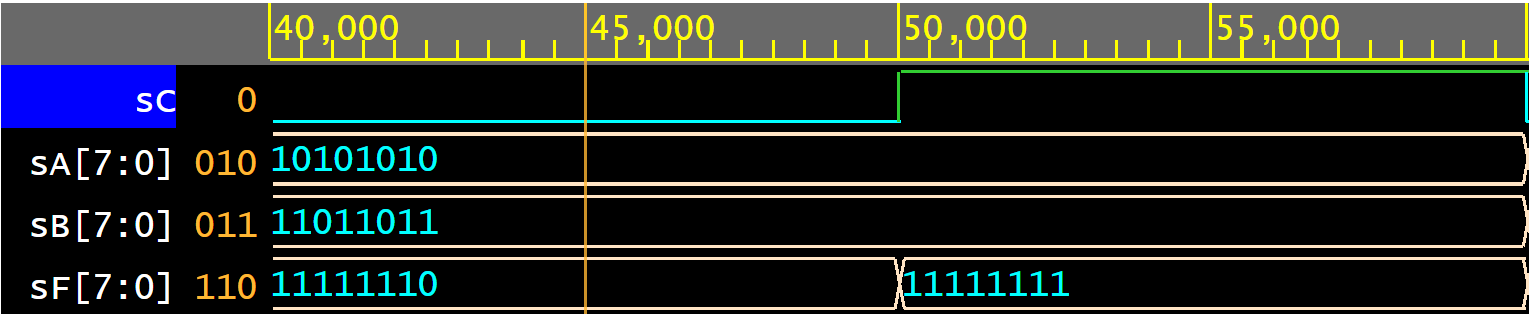 40,000 45,000 50,000 55,000
sC 0
sA[7:0] 010 10101010
sB[7:0] 011 11011011
sF[7:0] 110 11111110 11111111